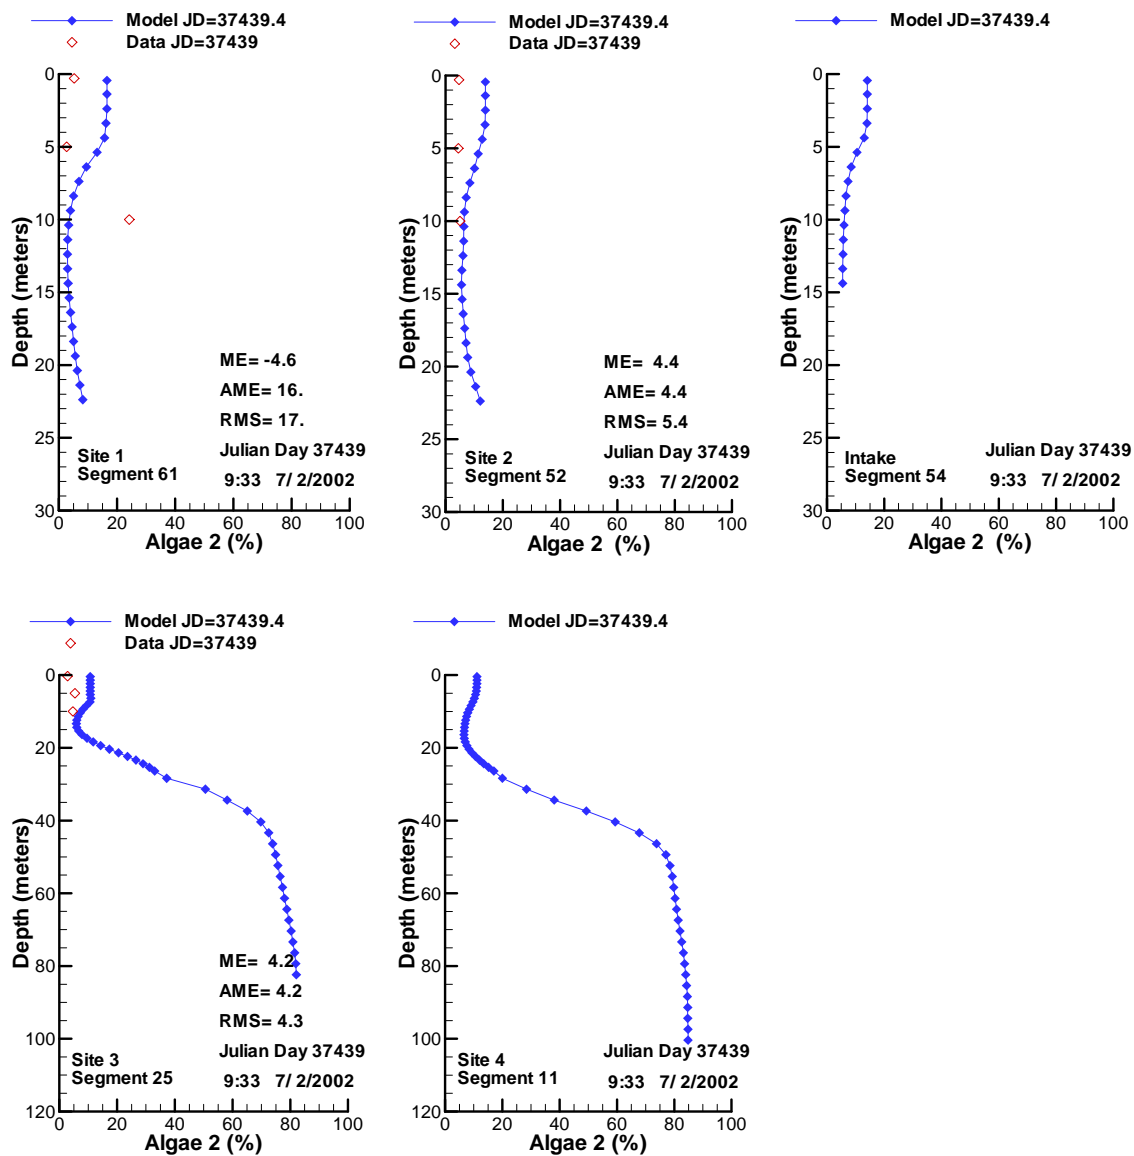 Model JD=37439.4
Data JD=37439
0
5
10
15
20
25
30
Depth (meters)
ME= -4.6
AME= 16.
RMS= 17.
Julian Day 37439
9:33 7/ 2/2002
Site 1
Segment 61
0 20 40 60 80 100
Algae 2 (%)
Model JD=37439.4
Data JD=37439
0
5
10
15
20
25
30
Depth (meters)
ME= 4.4
AME= 4.4
RMS= 5.4
Julian Day 37439
9:33 7/ 2/2002
Site 2
Segment 52
0 20 40 60 80 100
Algae 2 (%)
Model JD=37439.4
0
5
10
15
20
25
30
Depth (meters)
Julian Day 37439
9:33 7/ 2/2002
Intake
Segment 54
0 20 40 60 80 100
Algae 2 (%)
Model JD=37439.4
Data JD=37439
0
20
40
60
80
100
120
Depth (meters)
ME= 4.2
AME= 4.2
RMS= 4.3
Julian Day 37439
9:33 7/ 2/2002
Site 3
Segment 25
0 20 40 60 80 100
Algae 2 (%)
Model JD=37439.4
0
20
40
60
80
100
120
Depth (meters)
Julian Day 37439
9:33 7/ 2/2002
Site 4
Segment 11
0 20 40 60 80 100
Algae 2 (%)